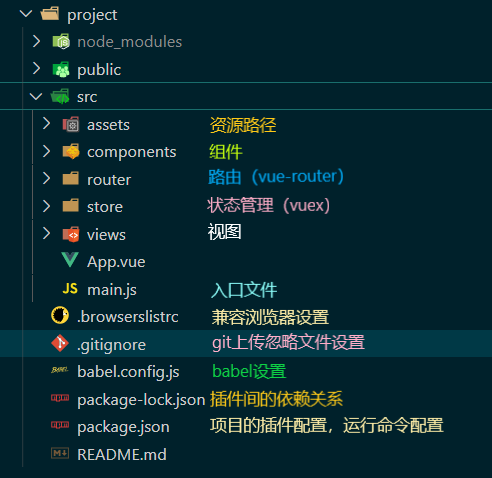 project
node_modules
public
src
assets 资源路径
components 组件
router 路由（vue-router）
store 状态管理（vuex）
views 视图
App.vue
JS main.js 入口文件
.browserslistrc 兼容浏览器设置
.gitignore git上传忽略文件设置
BABEL babel.config.js babel设置
npm package-lock.json 插件间的依赖关系
npm package.json 项目的插件配置，运行命令配置
M README.md